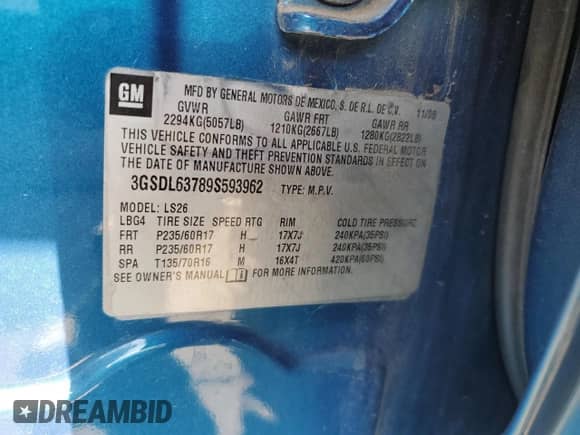 GM
MFD BY GENERAL MOTORS DE MEXICO, S. DE R.L. DE C.V. 11/08
GVWR GAWR FRT GAWR RR
2294KG(5057LB) 1210KG(2667LB) 1280KG(2822LB)
THIS VEHICLE CONFORMS TO ALL APPLICABLE U.S. FEDERAL MOTOR
VEHICLE SAFETY AND THEFT PREVENTION STANDARDS IN EFFECT ON
THE DATE OF MANUFACTURE SHOWN ABOVE.
3GSDL63789S593962 TYPE: M.P.V.
MODEL: LS26
LBG4 TIRE SIZE SPEED RTG RIM COLD TIRE PRESSURE
FRT P235/60R17 H 17X7J 240KPA(35PSI)
RR P235/60R17 H 17X7J 240KPA(35PSI)
SPA T135/70R16 M 16X4T 420KPA(60PSI)
SEE OWNER'S MANUAL FOR MORE INFORMATION.
DREAMBID